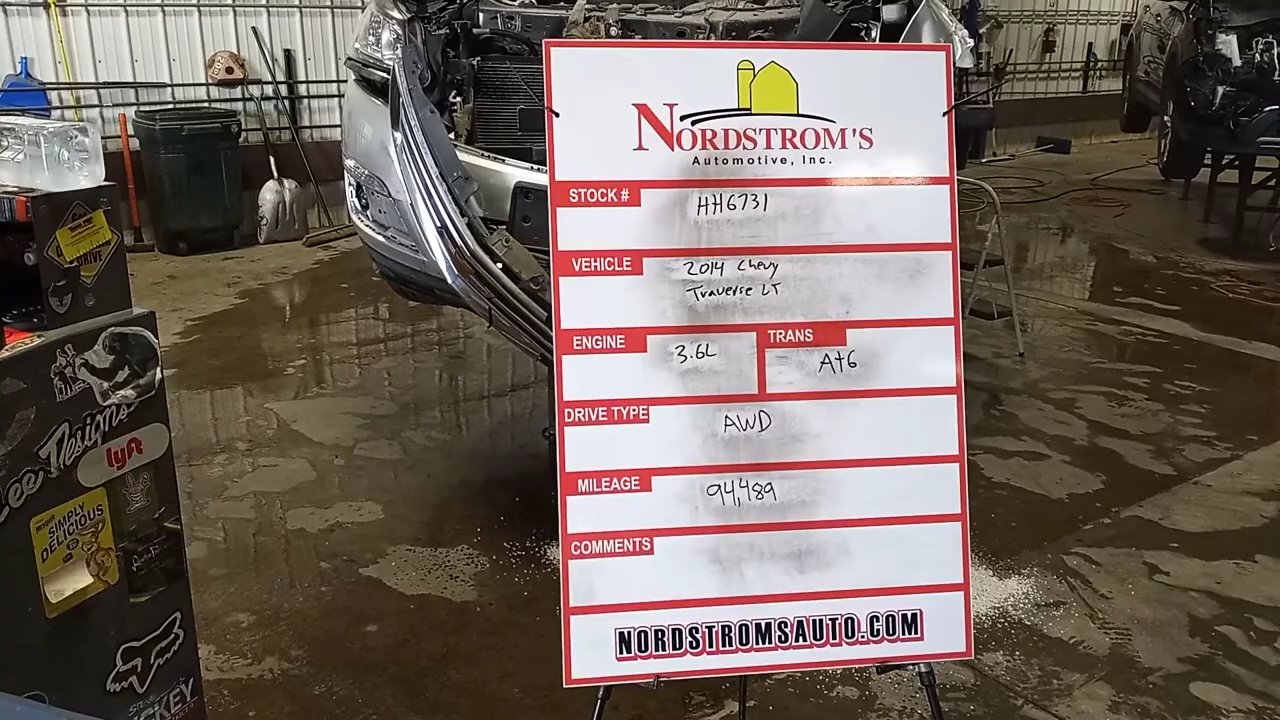 NORDSTROM'S
Automotive, Inc.
STOCK #
HH6731
VEHICLE
2014 Chevy
Traverse LT
ENGINE
3.6L
TRANS
At6
DRIVE TYPE
AWD
MILEAGE
94,489
COMMENTS
NORDSTROMSAUTO.COM
DRIVE
Lee Designs
lyft
SIMPLY
DELICIOUS